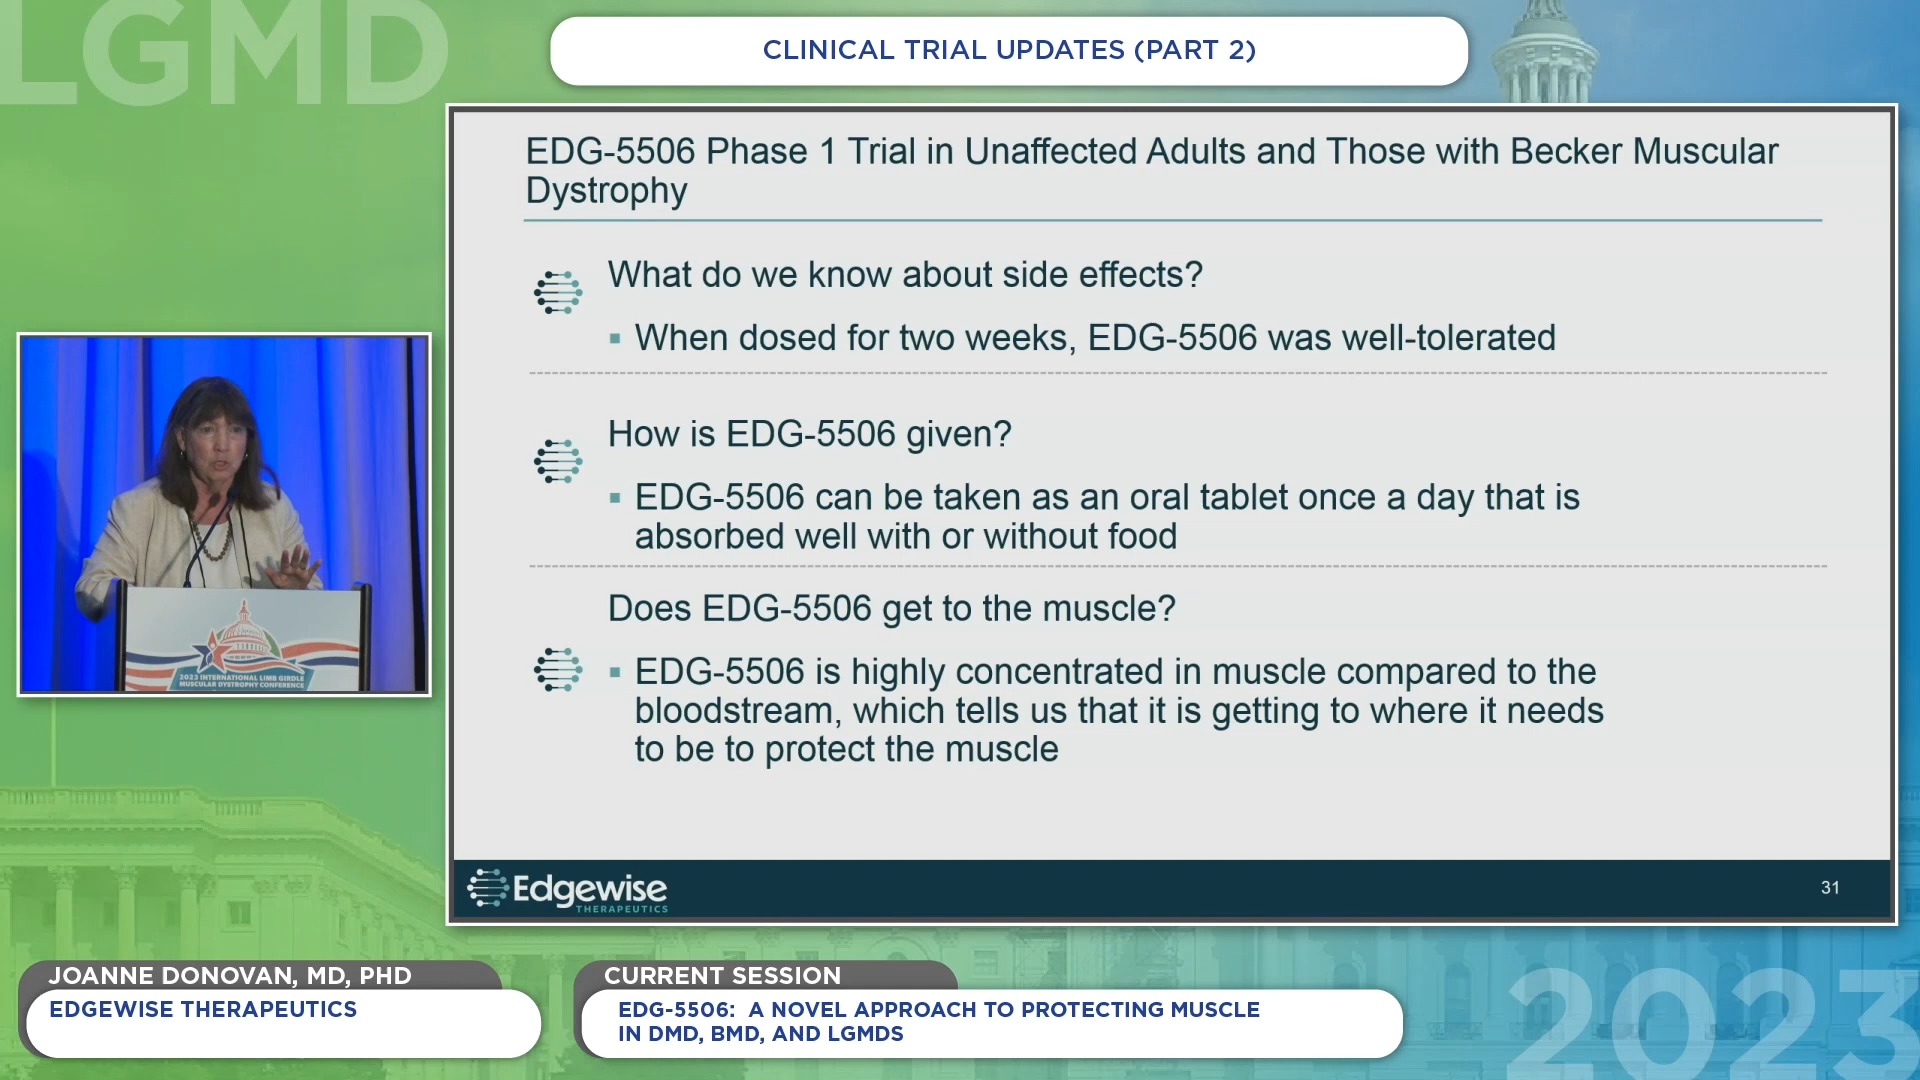 LGMD
CLINICAL TRIAL UPDATES (PART 2)
EDG-5506 Phase 1 Trial in Unaffected Adults and Those with Becker Muscular
Dystrophy
What do we know about side effects?
When dosed for two weeks, EDG-5506 was well-tolerated
How is EDG-5506 given?
EDG-5506 can be taken as an oral tablet once a day that is
absorbed well with or without food
Does EDG-5506 get to the muscle?
EDG-5506 is highly concentrated in muscle compared to the
bloodstream, which tells us that it is getting to where it needs
to be to protect the muscle
Edgewise
THERAPEUTICS
31
2023 INTERNATIONAL LIMB GIRDLE
MUSCULAR DYSTROPHY CONFERENCE
JOANNE DONOVAN, MD, PHD
EDGEWISE THERAPEUTICS
CURRENT SESSION
EDG-5506: A NOVEL APPROACH TO PROTECTING MUSCLE
IN DMD, BMD, AND LGMDS
2023